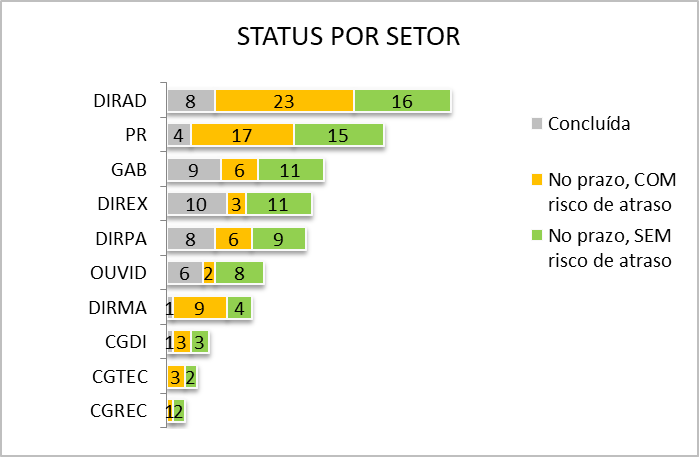 STATUS POR SETOR
DIRAD 8 23 16
PR 4 17 15
GAB 9 6 11
DIREX 10 3 11
DIRPA 8 6 9
OUVID 6 2 8
DIRMA 1 9 4
CGDI 1 3 3
CGTEC 3 2
CGREC 1 2
Concluída
No prazo, COM
risco de atraso
No prazo, SEM
risco de atraso